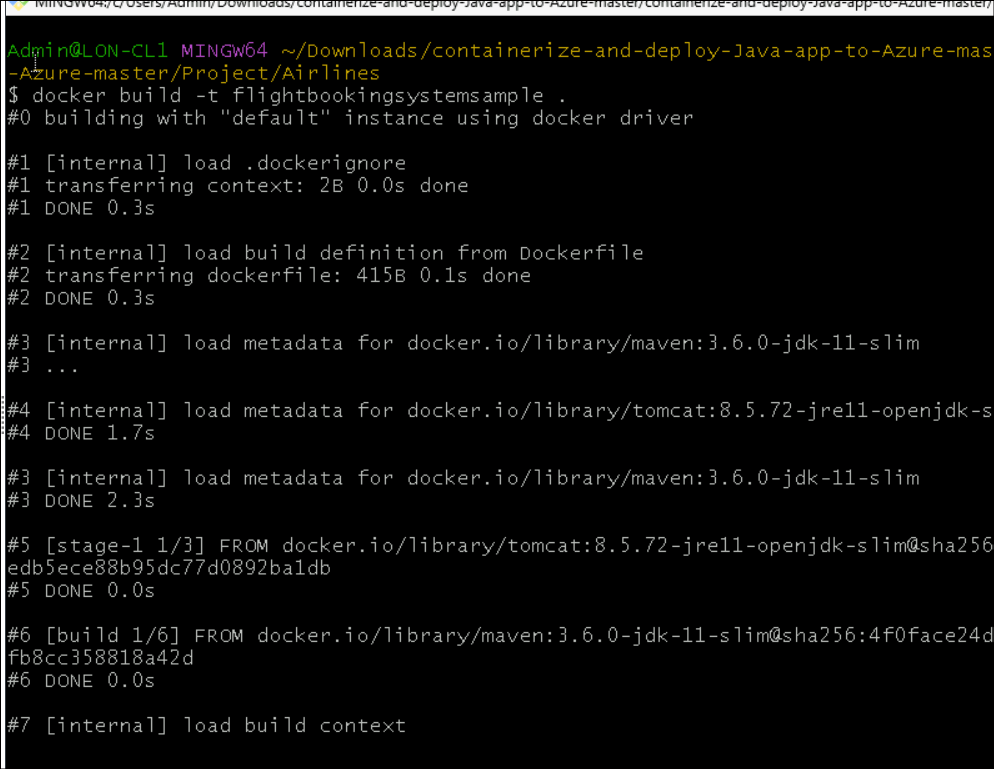 MINGW64:/c/Users/Admin/Downloads/containerize-and-deploy-Java-app-to-Azure-master/containerize-and-deploy-Java-app-to-Azure-master/
Admin@LON-CL1 MINGW64 ~/Downloads/containerize-and-deploy-Java-app-to-Azure-mas
-Azure-master/Project/Airlines
$ docker build -t flightbookingsystemsample .
#0 building with "default" instance using docker driver
#1 [internal] load .dockerignore
#1 transferring context: 2B 0.0s done
#1 DONE 0.3s
#2 [internal] load build definition from Dockerfile
#2 transferring dockerfile: 415B 0.1s done
#2 DONE 0.3s
#3 [internal] load metadata for docker.io/library/maven:3.6.0-jdk-11-slim
#3 ...
#4 [internal] load metadata for docker.io/library/tomcat:8.5.72-jre11-openjdk-s
#4 DONE 1.7s
#3 [internal] load metadata for docker.io/library/maven:3.6.0-jdk-11-slim
#3 DONE 2.3s
#5 [stage-1 1/3] FROM docker.io/library/tomcat:8.5.72-jre11-openjdk-slim@sha256
edb5ece88b95dc77d0892ba1db
#5 DONE 0.0s
#6 [build 1/6] FROM docker.io/library/maven:3.6.0-jdk-11-slim@sha256:4f0face24d
fb8cc358818a42d
#6 DONE 0.0s
#7 [internal] load build context